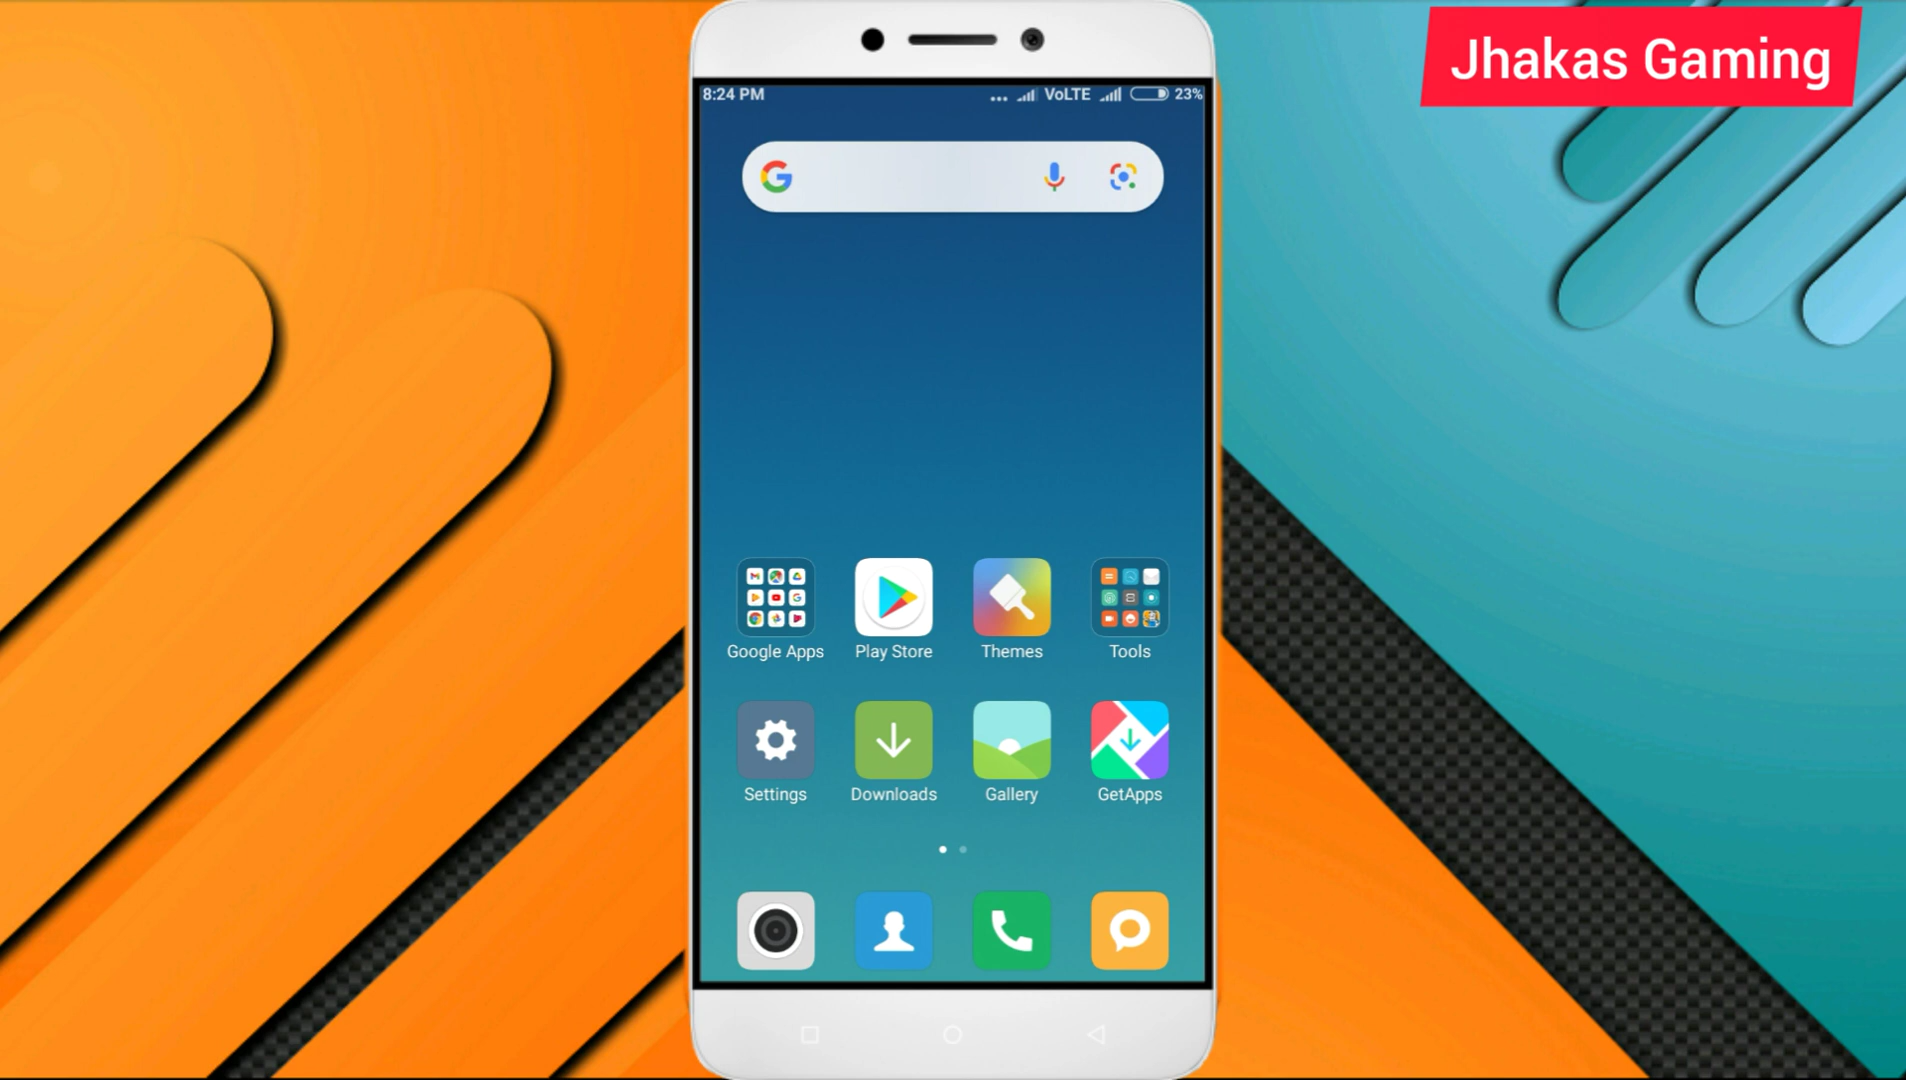 Jhakas Gaming
8:24 PM
... VoLTE 23%
Google Apps
Play Store
Themes
Tools
Settings
Downloads
Gallery
GetApps